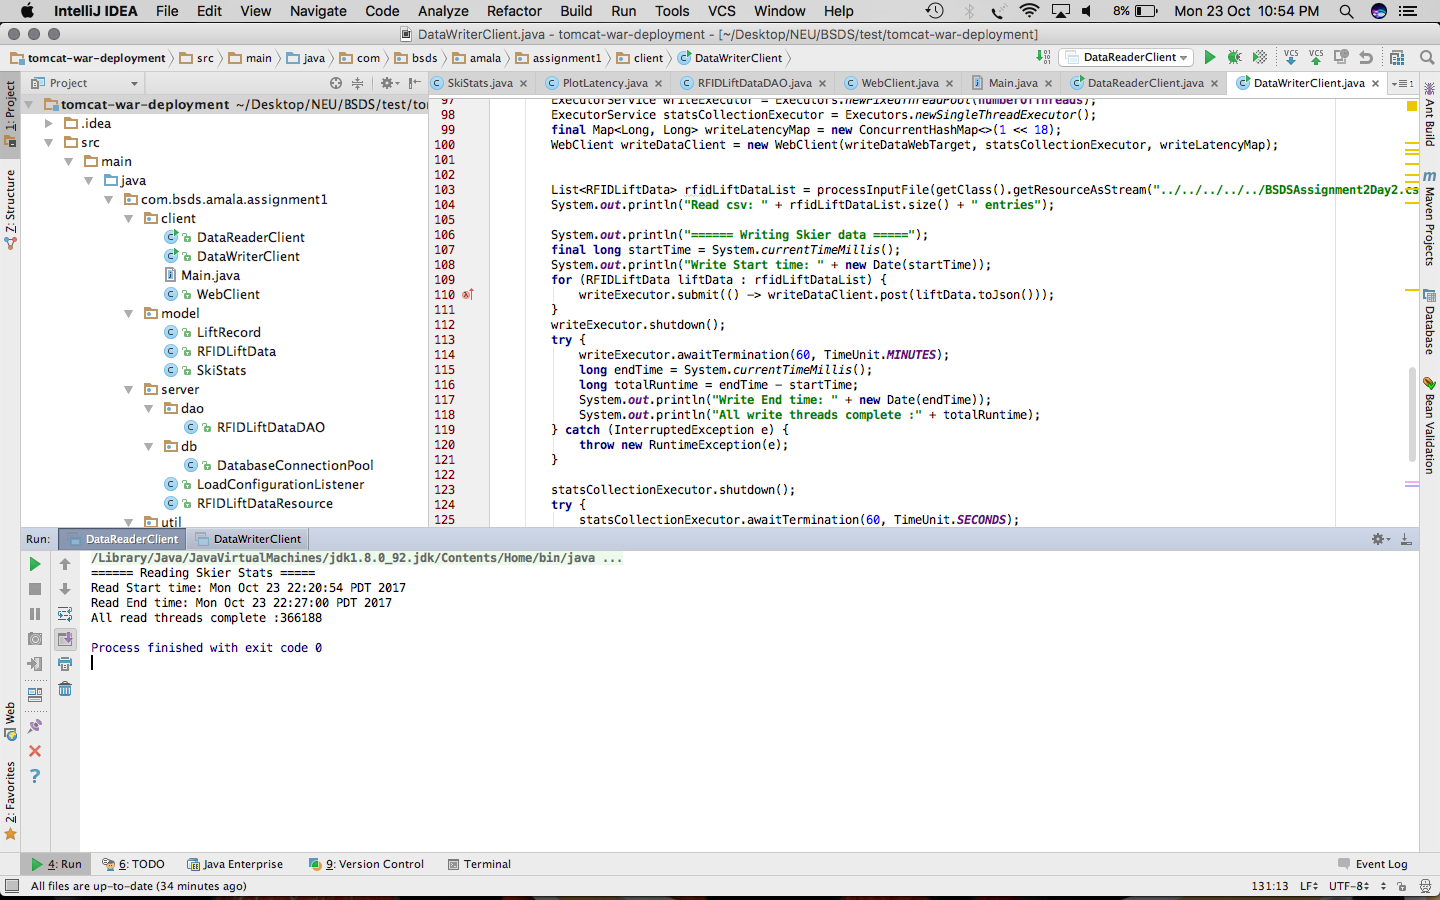 IntelliJ IDEA File Edit View Navigate Code Analyze Refactor Build Run Tools VCS Window Help 8% Mon 23 Oct 10:54 PM
DataWriterClient.java - tomcat-war-deployment - [~/Desktop/NEU/BSDS/test/tomcat-war-deployment]
tomcat-war-deployment src main java com bsds amala assignment1 client DataWriterClient DataReaderClient VCS VCS
Project SkiStats.java PlotLatency.java RFIDLiftDataDAO.java WebClient.java Main.java DataReaderClient.java DataWriterClient.java
1: Project
Z: Structure
Web
2: Favorites
tomcat-war-deployment ~/Desktop/NEU/BSDS/test/tom
.idea
src
main
java
com.bsds.amala.assignment1
client
DataReaderClient
DataWriterClient
Main.java
WebClient
model
LiftRecord
RFIDLiftData
SkiStats
server
dao
RFIDLiftDataDAO
db
DatabaseConnectionPool
LoadConfigurationListener
RFIDLiftDataResource
util
97 ExecutorService writeExecutor = Executors.newFixedThreadPool(numberOfThreads);
98 ExecutorService statsCollectionExecutor = Executors.newSingleThreadExecutor();
99 final Map<Long, Long> writeLatencyMap = new ConcurrentHashMap<>(1 << 18);
100 WebClient writeDataClient = new WebClient(writeDataWebTarget, statsCollectionExecutor, writeLatencyMap);
101
102
103 List<RFIDLiftData> rfidLiftDataList = processInputFile(getClass().getResourceAsStream("../../../../../BSDSAssignment2Day2.cs
104 System.out.println("Read csv: " + rfidLiftDataList.size() + " entries");
105
106 System.out.println("====== Writing Skier data =====");
107 final long startTime = System.currentTimeMillis();
108 System.out.println("Write Start time: " + new Date(startTime));
109 for (RFIDLiftData liftData : rfidLiftDataList) {
110 writeExecutor.submit(() -> writeDataClient.post(liftData.toJson()));
111 }
112 writeExecutor.shutdown();
113 try {
114 writeExecutor.awaitTermination(60, TimeUnit.MINUTES);
115 long endTime = System.currentTimeMillis();
116 long totalRuntime = endTime - startTime;
117 System.out.println("Write End time: " + new Date(endTime));
118 System.out.println("All write threads complete :" + totalRuntime);
119 } catch (InterruptedException e) {
120 throw new RuntimeException(e);
121 }
122
123 statsCollectionExecutor.shutdown();
124 try {
125 statsCollectionExecutor.awaitTermination(60, TimeUnit.SECONDS);
Ant Build
Maven Projects
Database
Bean Validation
Run: DataReaderClient DataWriterClient
/Library/Java/JavaVirtualMachines/jdk1.8.0_92.jdk/Contents/Home/bin/java ...
====== Reading Skier Stats =====
Read Start time: Mon Oct 23 22:20:54 PDT 2017
Read End time: Mon Oct 23 22:27:00 PDT 2017
All read threads complete :366188
Process finished with exit code 0
4: Run 6: TODO Java Enterprise 9: Version Control Terminal Event Log
All files are up-to-date (34 minutes ago) 131:13 LF UTF-8